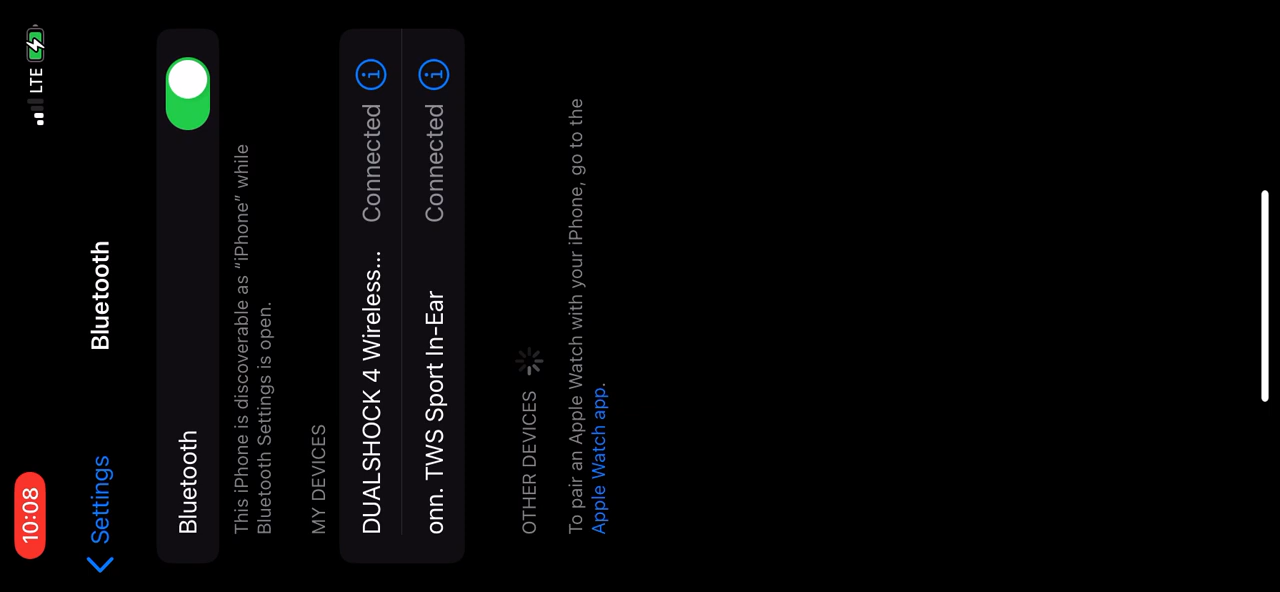 10:08
LTE
Settings
Bluetooth
Bluetooth
This iPhone is discoverable as “iPhone” while
Bluetooth Settings is open.
MY DEVICES
DUALSHOCK 4 Wireless... Connected
onn. TWS Sport In-Ear Connected
OTHER DEVICES
To pair an Apple Watch with your iPhone, go to the
Apple Watch app.